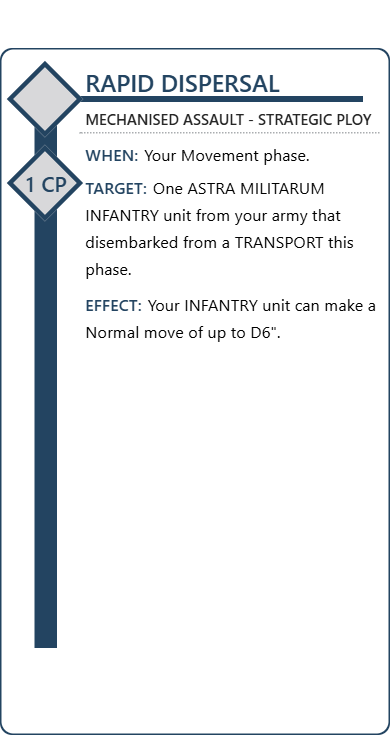 RAPID DISPERSAL
MECHANISED ASSAULT - STRATEGIC PLOY
WHEN: Your Movement phase.
1 CP
TARGET: One ASTRA MILITARUM
INFANTRY unit from your army that
disembarked from a TRANSPORT this
phase.
EFFECT: Your INFANTRY unit can make a
Normal move of up to D6".